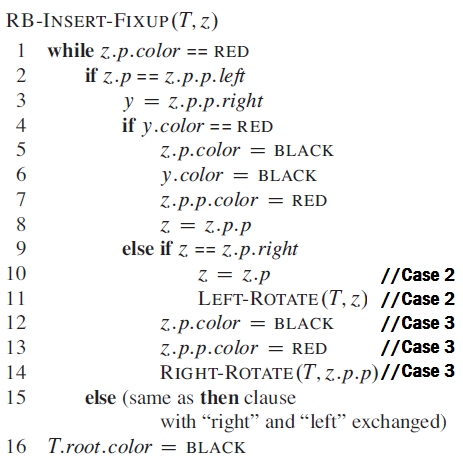 RB-INSERT-FIXUP(T, z)
1 while z.p.color == RED
2 if z.p == z.p.p.left
3 y = z.p.p.right
4 if y.color == RED
5 z.p.color = BLACK
6 y.color = BLACK
7 z.p.p.color = RED
8 z = z.p.p
9 else if z == z.p.right
10 z = z.p //Case 2
11 LEFT-ROTATE(T, z) //Case 2
12 z.p.color = BLACK //Case 3
13 z.p.p.color = RED //Case 3
14 RIGHT-ROTATE(T, z.p.p)//Case 3
15 else (same as then clause
with “right” and “left” exchanged)
16 T.root.color = BLACK